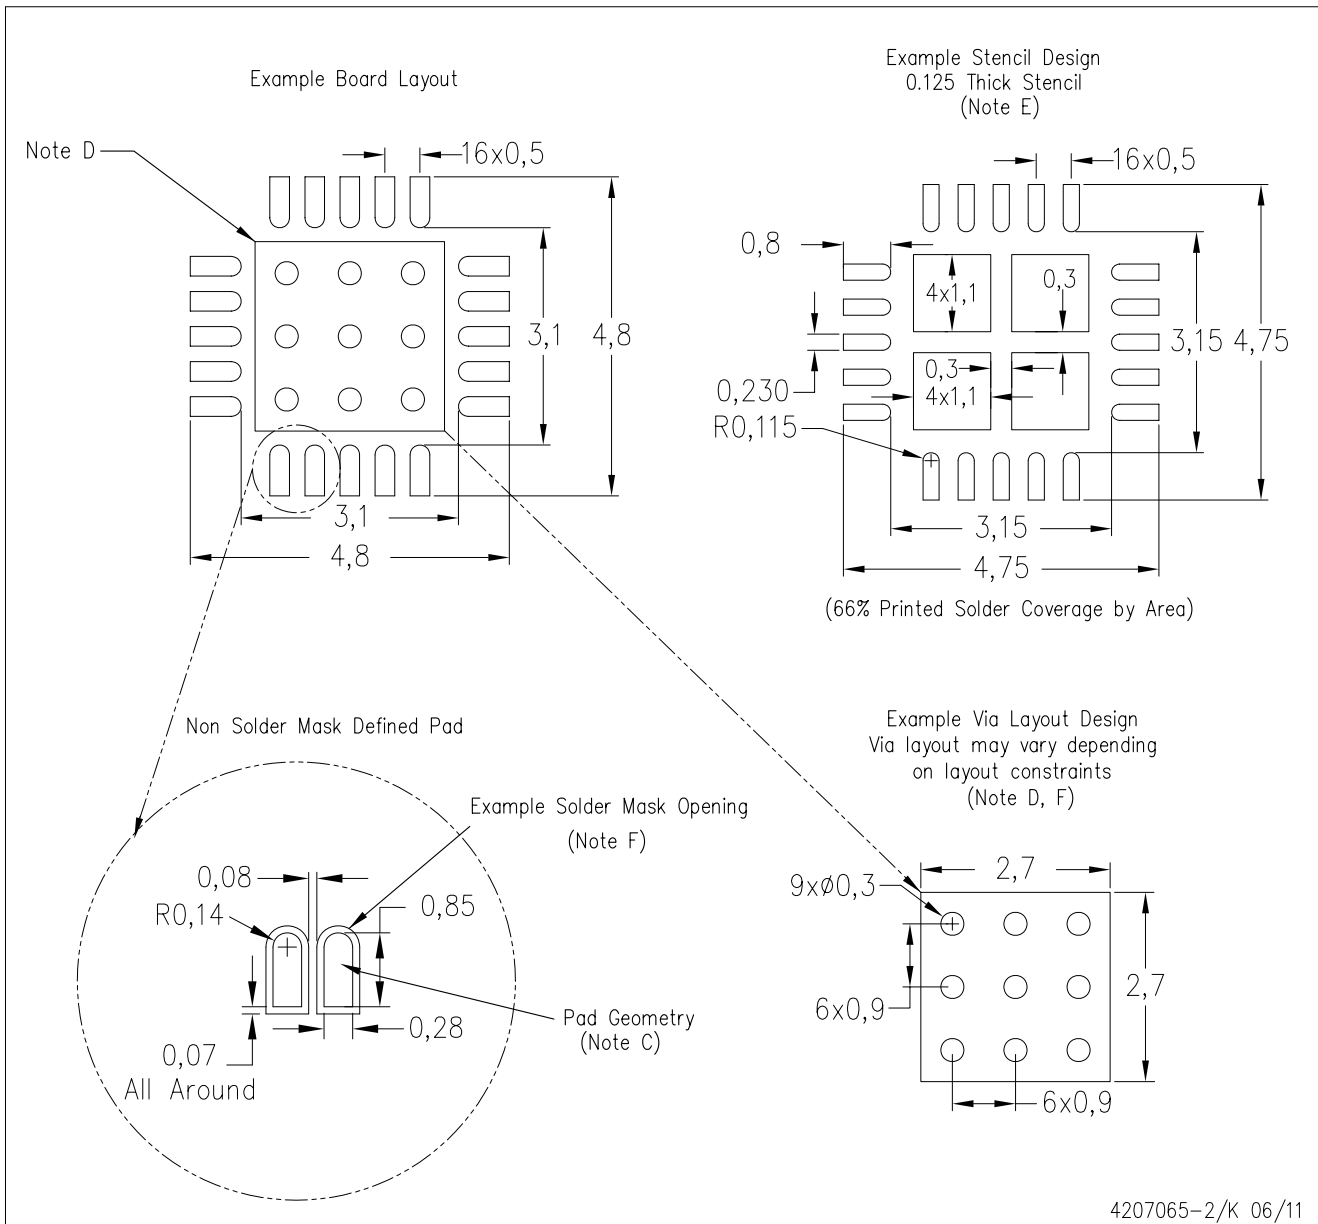 Example Board Layout
Note D
16x0,5
3,1
4,8
3,1
4,8
Example Stencil Design
0.125 Thick Stencil
(Note E)
16x0,5
0,8
4x1,1
0,3
3,15
4,75
0,3
0,230
4x1,1
R0,115
3,15
4,75
(66% Printed Solder Coverage by Area)
Non Solder Mask Defined Pad
Example Solder Mask Opening
(Note F)
0,08
R0,14
0,85
0,28
Pad Geometry
(Note C)
0,07
All Around
Example Via Layout Design
Via layout may vary depending
on layout constraints
(Note D, F)
2,7
9xø0,3
6x0,9
2,7
6x0,9
4207065-2/K 06/11